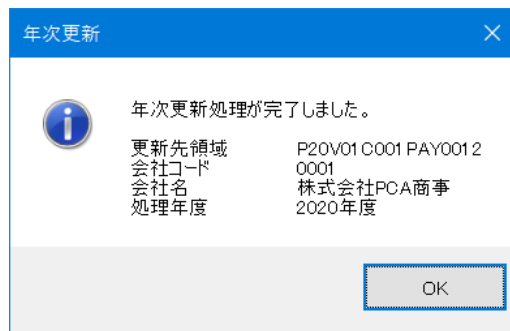 年次更新
年次更新処理が完了しました。
更新先領域 P20V01C001PAY0012
会社コード 0001
会社名 株式会社PCA商事
処理年度 2020年度
OK